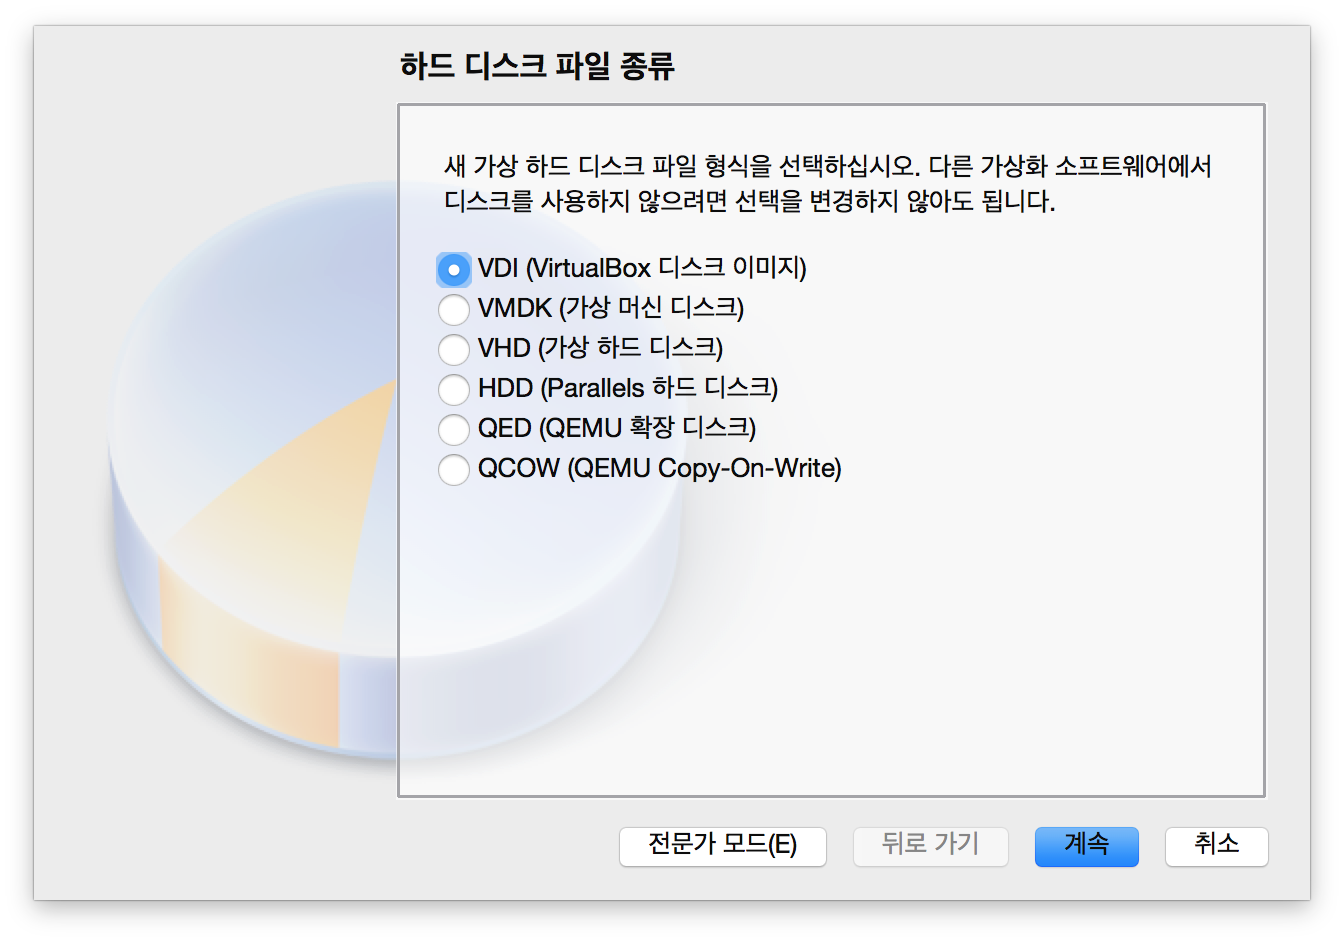 하드 디스크 파일 종류
새 가상 하드 디스크 파일 형식을 선택하십시오. 다른 가상화 소프트웨어에서
디스크를 사용하지 않으려면 선택을 변경하지 않아도 됩니다.
VDI (VirtualBox 디스크 이미지)
VMDK (가상 머신 디스크)
VHD (가상 하드 디스크)
HDD (Parallels 하드 디스크)
QED (QEMU 확장 디스크)
QCOW (QEMU Copy-On-Write)
전문가 모드(E) 뒤로 가기 계속 취소